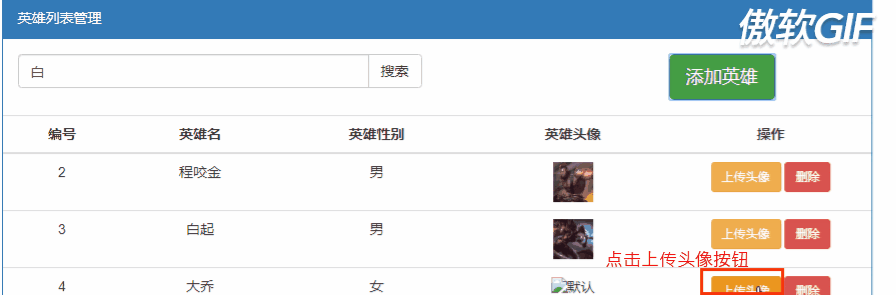 英雄列表管理
傲软GIF
白 搜索 添加英雄
编号 英雄名 英雄性别 英雄头像 操作
2 程咬金 男 上传头像 删除
3 白起 男 上传头像 删除
点击上传头像按钮
4 大乔 女 默认 上传头像 删除